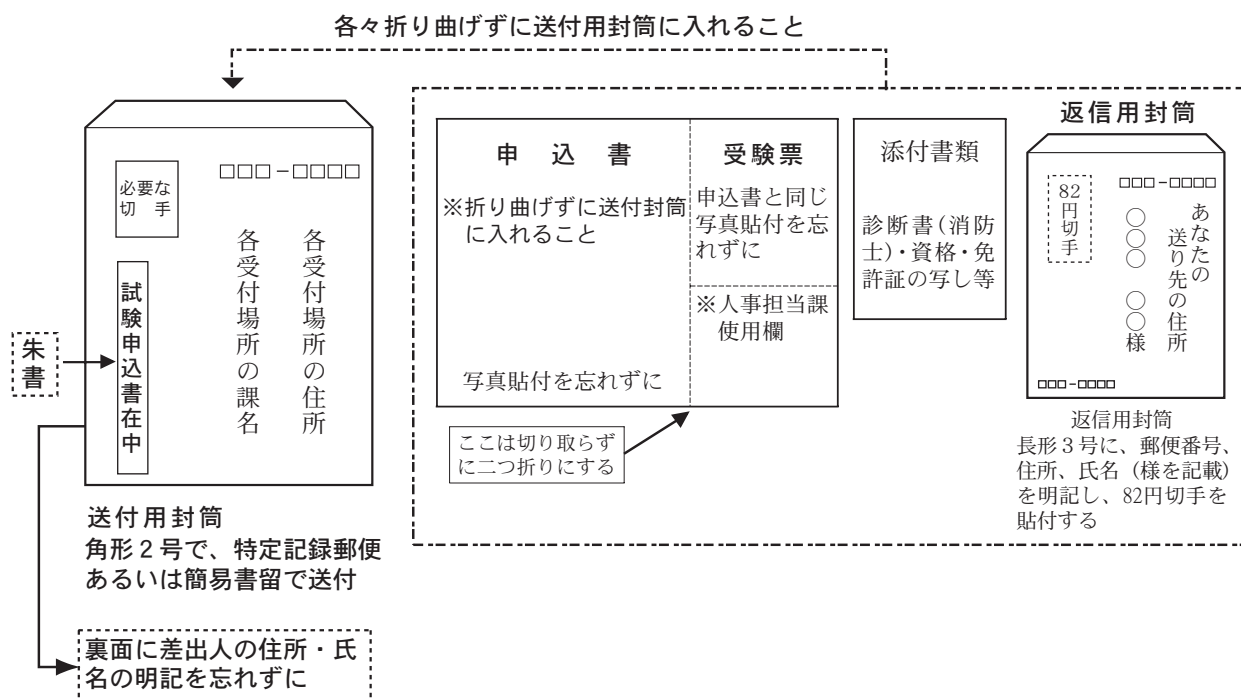 各々折り曲げずに送付用封筒に入れること
必要な
切　手
□□□-□□□□
各受付場所の住所
各受付場所の課名
試験申込書在中
朱書
送付用封筒
角形２号で、特定記録郵便
あるいは簡易書留で送付
裏面に差出人の住所・氏
名の明記を忘れずに
申　込　書
※折り曲げずに送付封筒
に入れること
写真貼付を忘れずに
受験票
申込書と同じ
写真貼付を忘
れずに
※人事担当課
使用欄
ここは切り取らず
に二つ折りにする
添付書類
診断書(消防
士)・資格・免
許証の写し等
返信用封筒
82円切手
□□□-□□□□
あなたの
送り先の住所
○○○　○○様
□□□-□□□□
返信用封筒
長形３号に、郵便番号、
住所、氏名（様を記載）
を明記し、82円切手を
貼付する